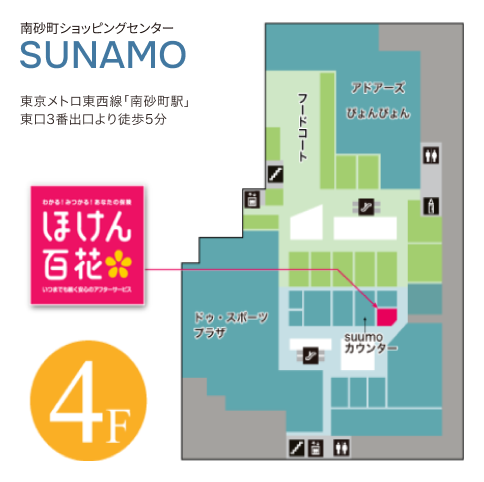 南砂町ショッピングセンター
SUNAMO
東京メトロ東西線「南砂町駅」
東口3番出口より徒歩5分
アドアーズ
ぴょんぴょん
フードコート
わかる!みつかる!あなたの保険
ほけん
百花
いつまでも続く安心のアフターサービス
ドゥ・スポーツ
プラザ
suumo
カウンター
4F